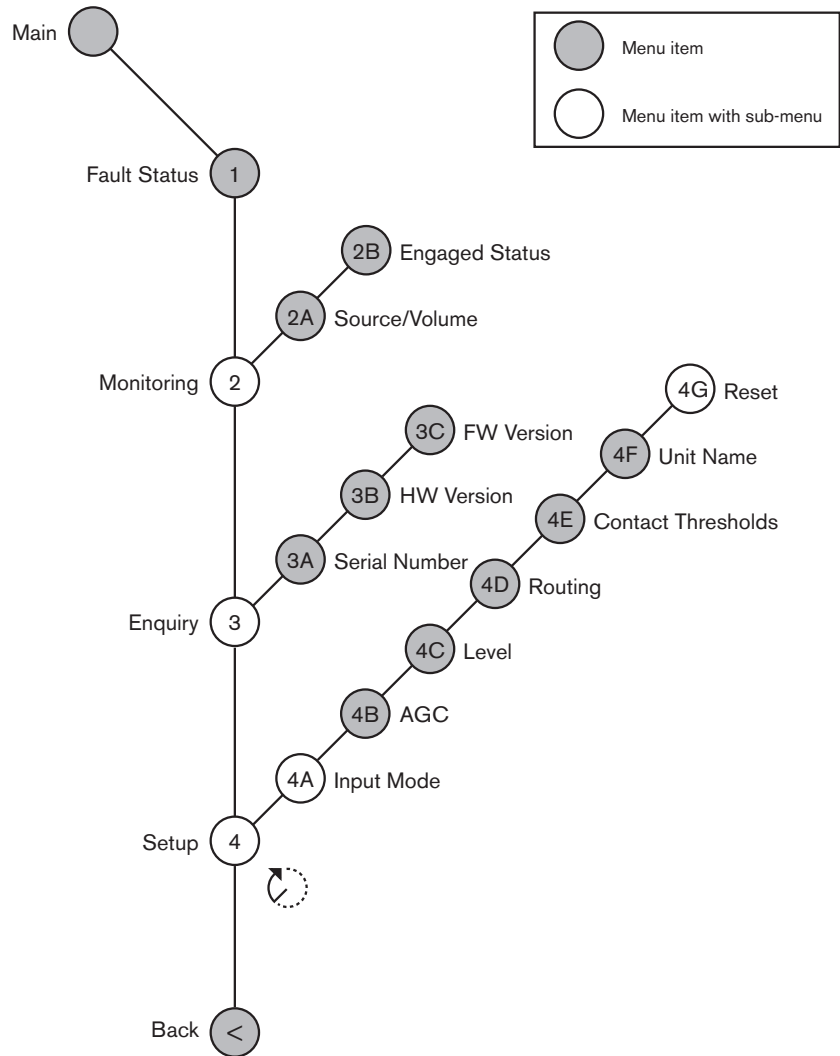 Main
Menu item
Menu item with sub-menu
Fault Status 1
2B Engaged Status
2A Source/Volume
Monitoring 2
4G Reset
3C FW Version
4F Unit Name
3B HW Version
4E Contact Thresholds
3A Serial Number
4D Routing
Enquiry 3
4C Level
4B AGC
4A Input Mode
Setup 4
Back <